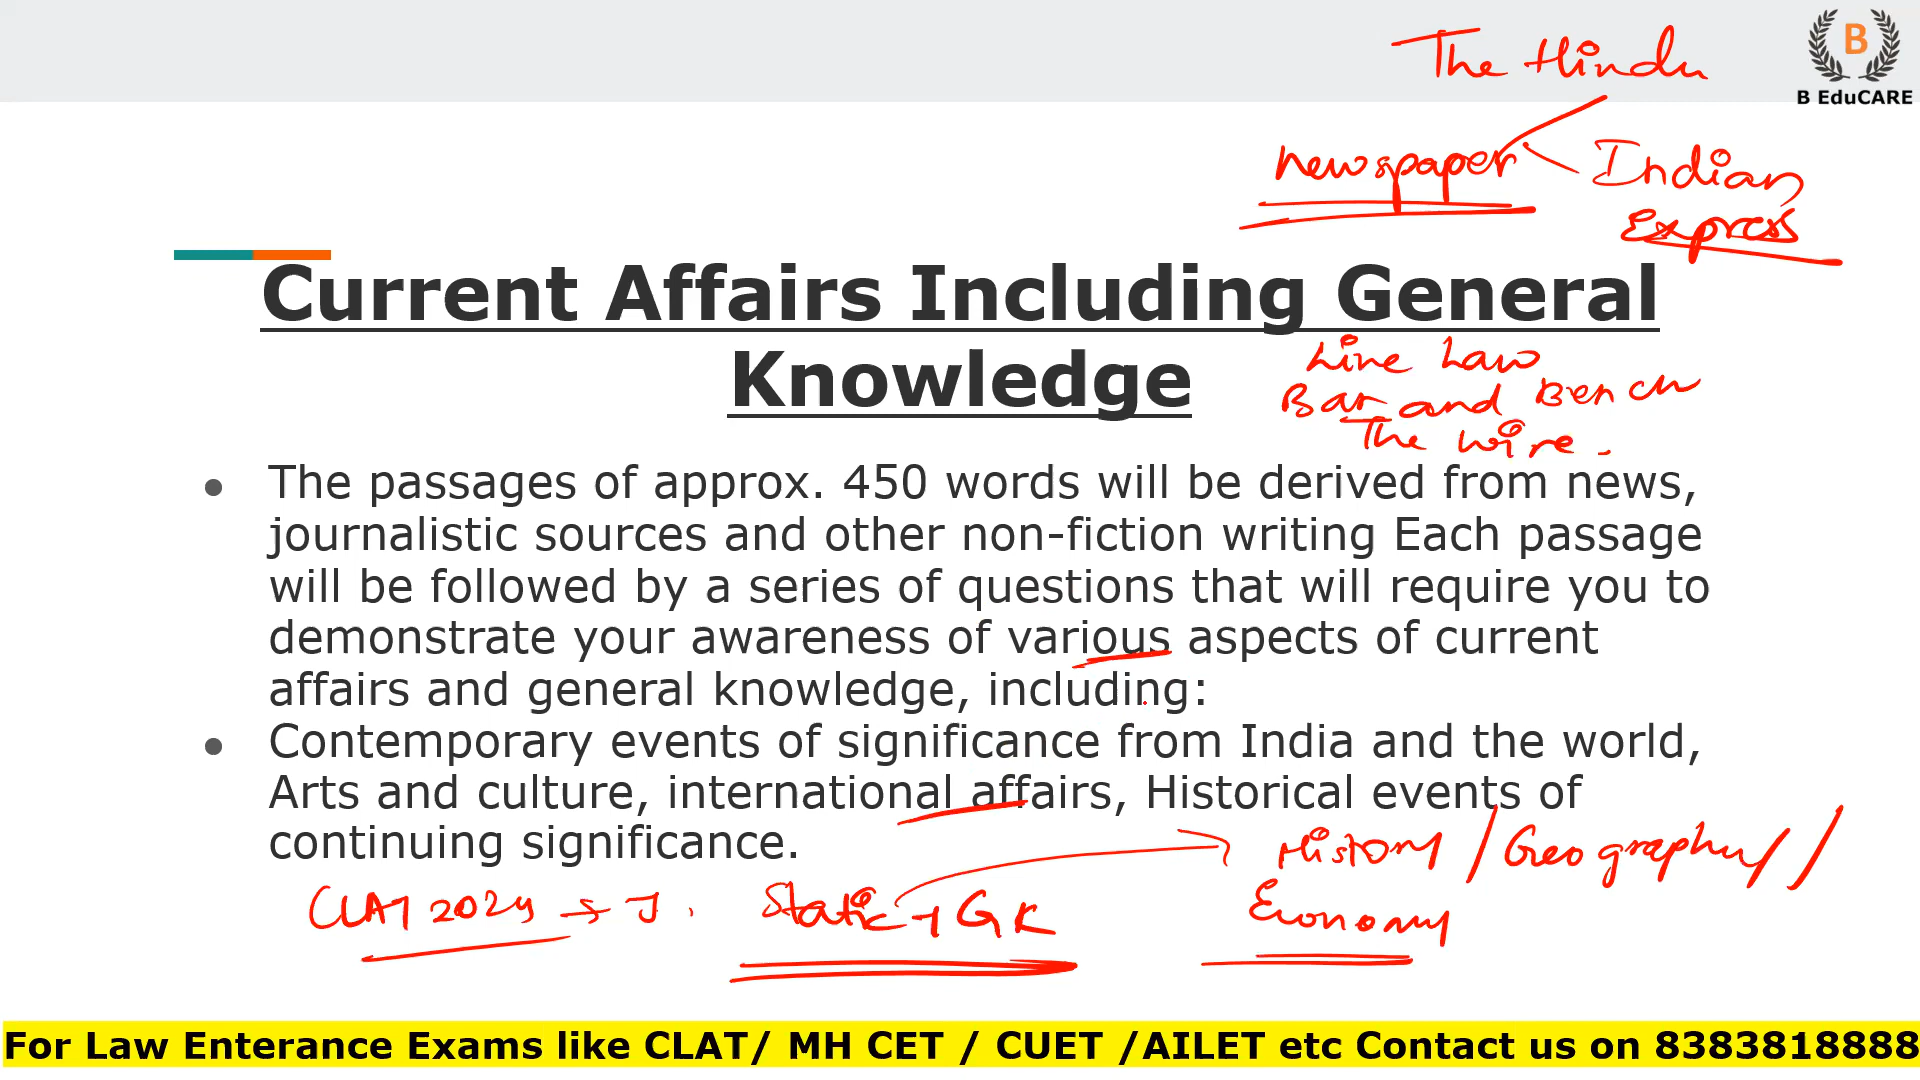 The Hindu
B
B EduCARE
Newspaper
Indian
Express
Current Affairs Including General
Knowledge
Live Law
Bar and Bench
The Wire.
● The passages of approx. 450 words will be derived from news,
journalistic sources and other non-fiction writing Each passage
will be followed by a series of questions that will require you to
demonstrate your awareness of various aspects of current
affairs and general knowledge, including:
● Contemporary events of significance from India and the world,
Arts and culture, international affairs, Historical events of
continuing significance.
History / Geography /
CLAT 2024 → J. Static + GK
Economy
For Law Enterance Exams like CLAT/ MH CET / CUET /AILET etc Contact us on 8383818888